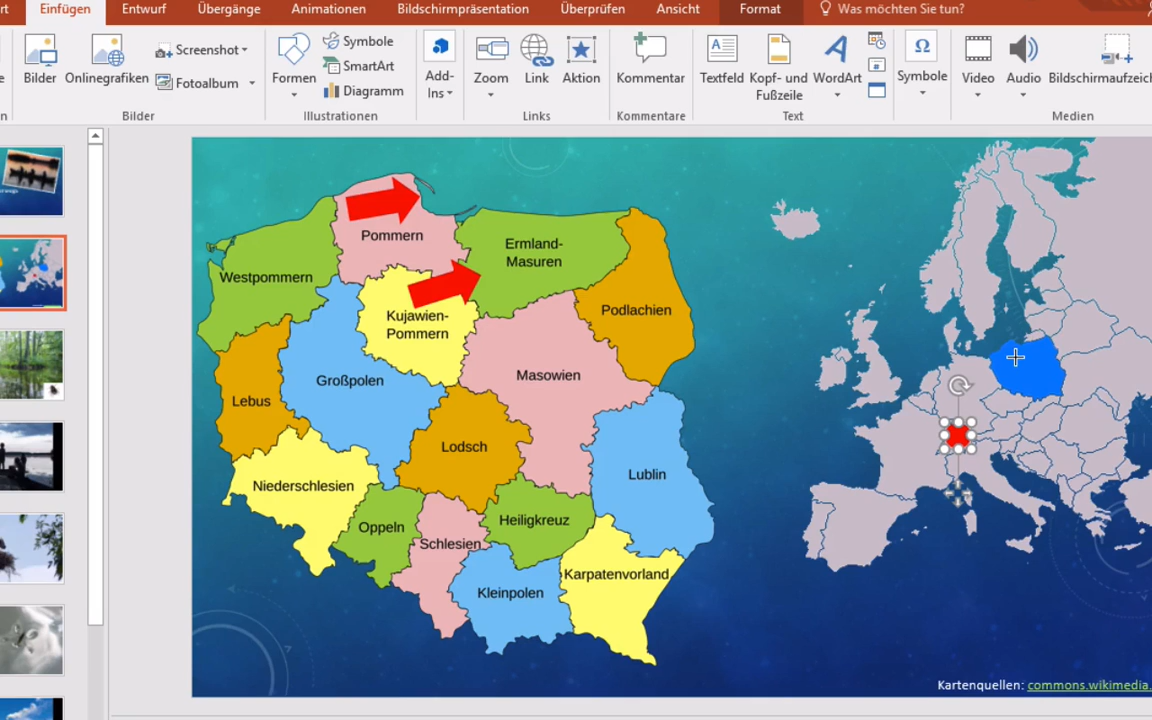 rt Einfügen Entwurf Übergänge Animationen Bildschirmpräsentation Überprüfen Ansicht Format Was möchten Sie tun?
Bilder
Onlinegrafiken
Screenshot
Fotoalbum
Bilder
Formen
Symbole
SmartArt
Diagramm
Illustrationen
Add-
Ins
Zoom
Link
Aktion
Links
Kommentar
Kommentare
Textfeld
Kopf- und
Fußzeile
WordArt
Text
Symbole
Video
Audio
Bildschirmaufzeich
Medien
Pommern
Ermland-
Masuren
Westpommern
Podlachien
Kujawien-
Pommern
Großpolen
Masowien
Lebus
Lodsch
Lublin
Niederschlesien
Oppeln
Heiligkreuz
Schlesien
Karpatenvorland
Kleinpolen
Kartenquellen: commons.wikimedia.